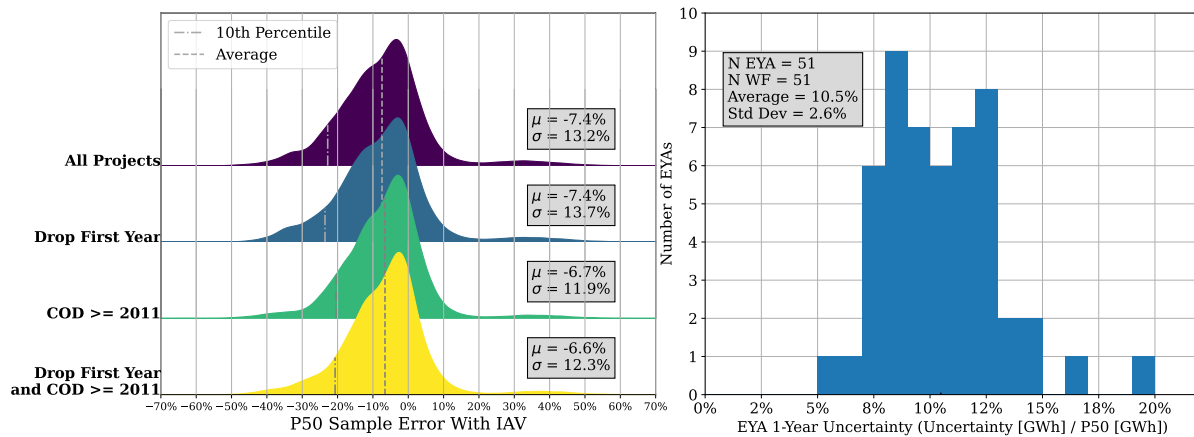 10th Percentile
Average
All Projects
μ = -7.4%
σ = 13.2%
Drop First Year
μ = -7.4%
σ = 13.7%
COD >= 2011
μ = -6.7%
σ = 11.9%
Drop First Year
and COD >= 2011
μ = -6.6%
σ = 12.3%
−70% −60% −50% −40% −30% −20% −10% 0% 10% 20% 30% 40% 50% 60% 70%
P50 Sample Error With IAV
10
9
8
7
6
5
4
3
2
1
0
Number of EYAs
N EYA = 51
N WF = 51
Average = 10.5%
Std Dev = 2.6%
0% 2% 5% 8% 10% 12% 15% 18% 20%
EYA 1-Year Uncertainty (Uncertainty [GWh] / P50 [GWh])